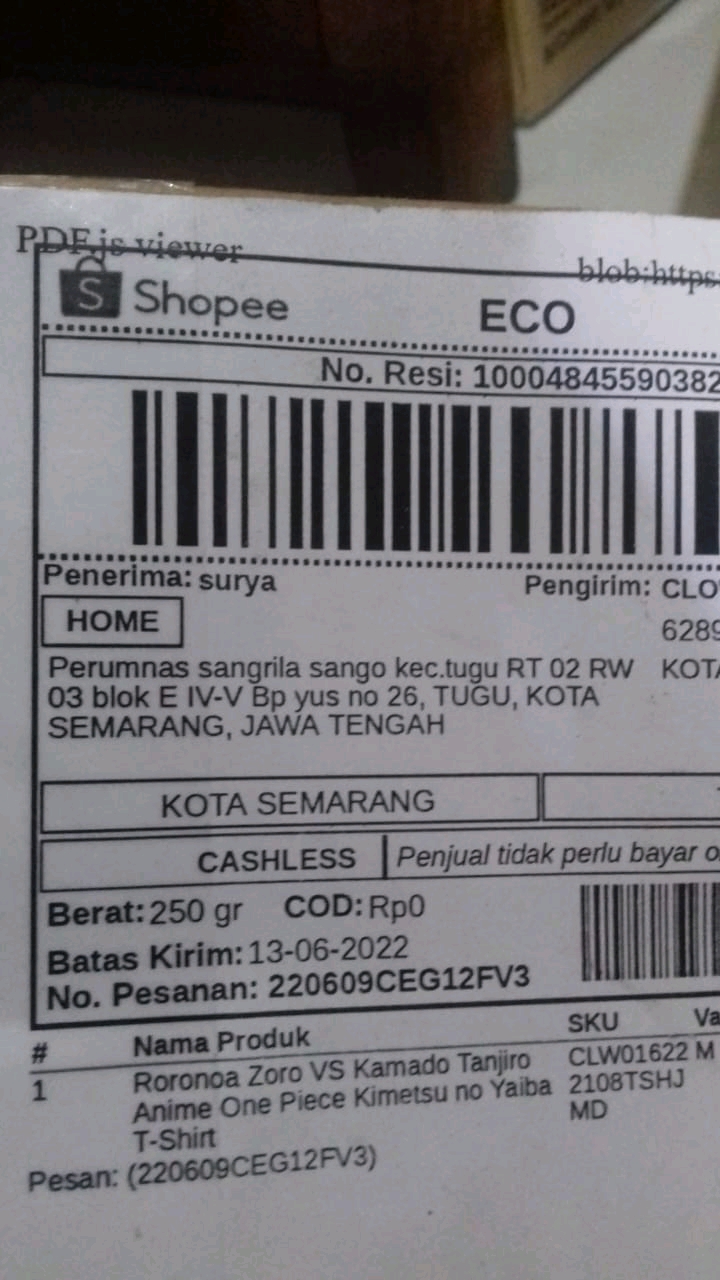 PDF.js viewer
blob:https:
Shopee
ECO
No. Resi: 10004845590382
Penerima: surya
Pengirim: CLO
HOME
6289
Perumnas sangrila sango kec.tugu RT 02 RW
KOTA
03 blok E IV-V Bp yus no 26, TUGU, KOTA
SEMARANG, JAWA TENGAH
KOTA SEMARANG
CASHLESS
Penjual tidak perlu bayar o
Berat: 250 gr COD: Rp0
Batas Kirim: 13-06-2022
No. Pesanan: 220609CEG12FV3
# Nama Produk SKU Va
1 Roronoa Zoro VS Kamado Tanjiro CLW01622 M
Anime One Piece Kimetsu no Yaiba 2108TSHJ
T-Shirt MD
Pesan: (220609CEG12FV3)